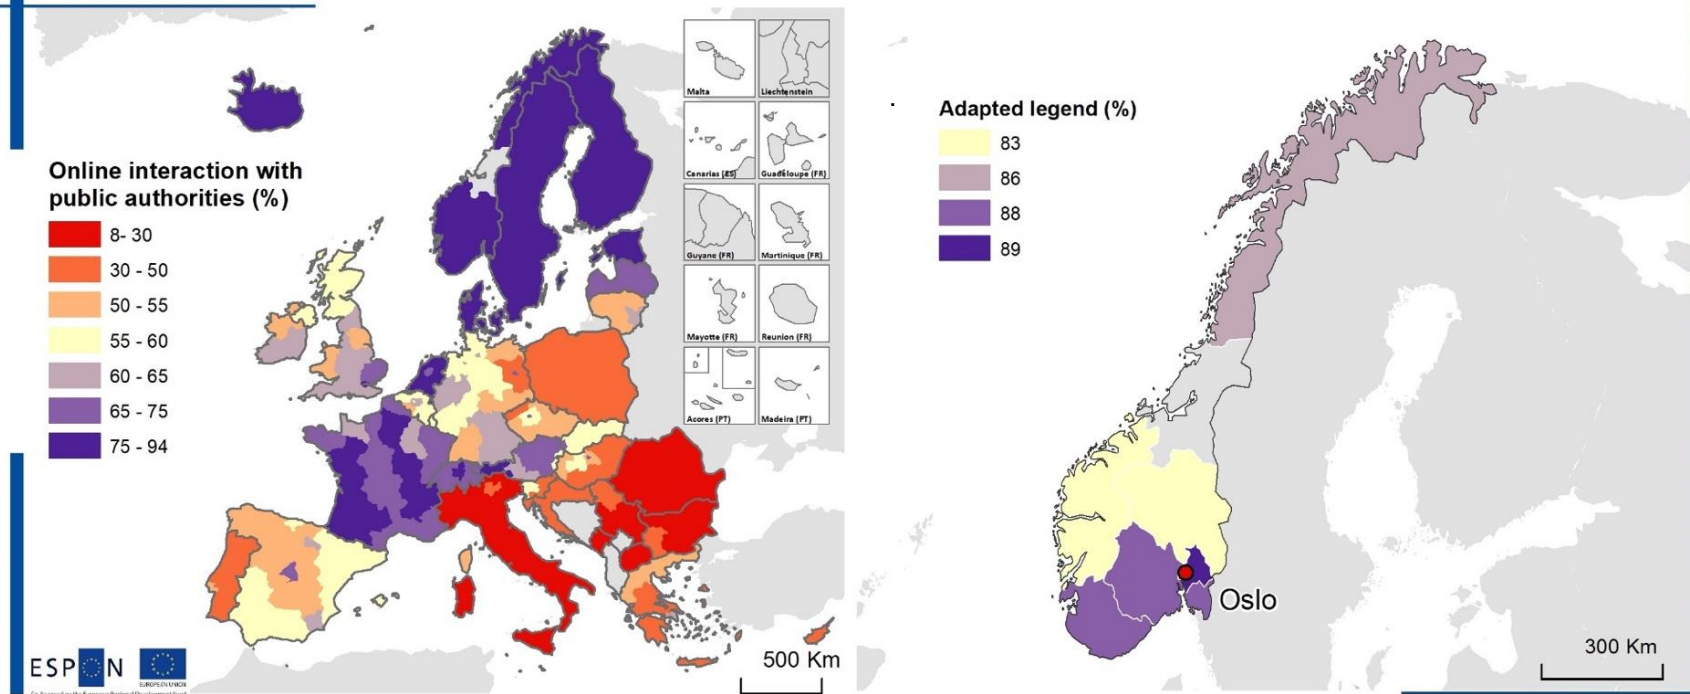 Online interaction with
public authorities (%)
8- 30
30 - 50
50 - 55
55 - 60
60 - 65
65 - 75
75 - 94
Malta
Liechtenstein
Canarias (ES)
Guadeloupe (FR)
Guyane (FR)
Martinique (FR)
Mayotte (FR)
Reunion (FR)
Acores (PT)
Madeira (PT)
500 Km
ESPON
EUROPEAN UNION
Adapted legend (%)
83
86
88
89
Oslo
300 Km